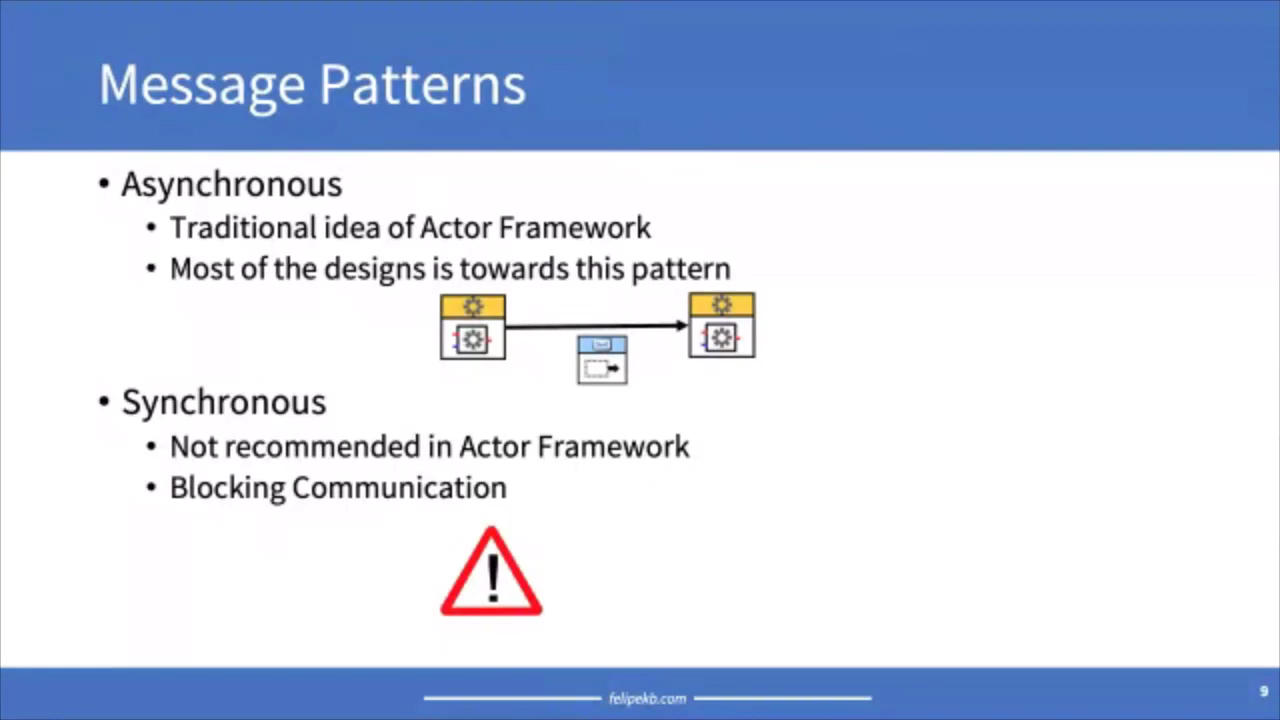 Message Patterns
• Asynchronous
• Traditional idea of Actor Framework
• Most of the designs is towards this pattern
• Synchronous
• Not recommended in Actor Framework
• Blocking Communication
!
felipekb.com
9